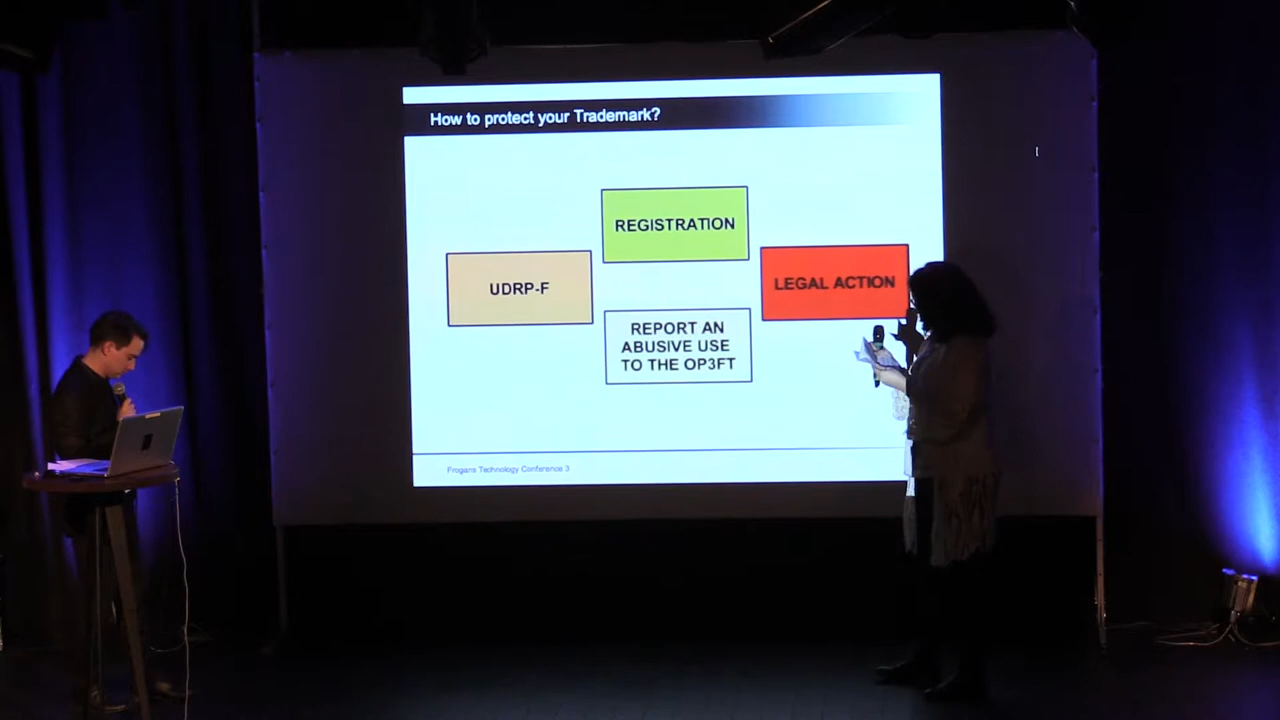 How to protect your Trademark?
REGISTRATION
UDRP-F
LEGAL ACTION
REPORT AN
ABUSIVE USE
TO THE OP3FT
Frogans Technology Conference 3